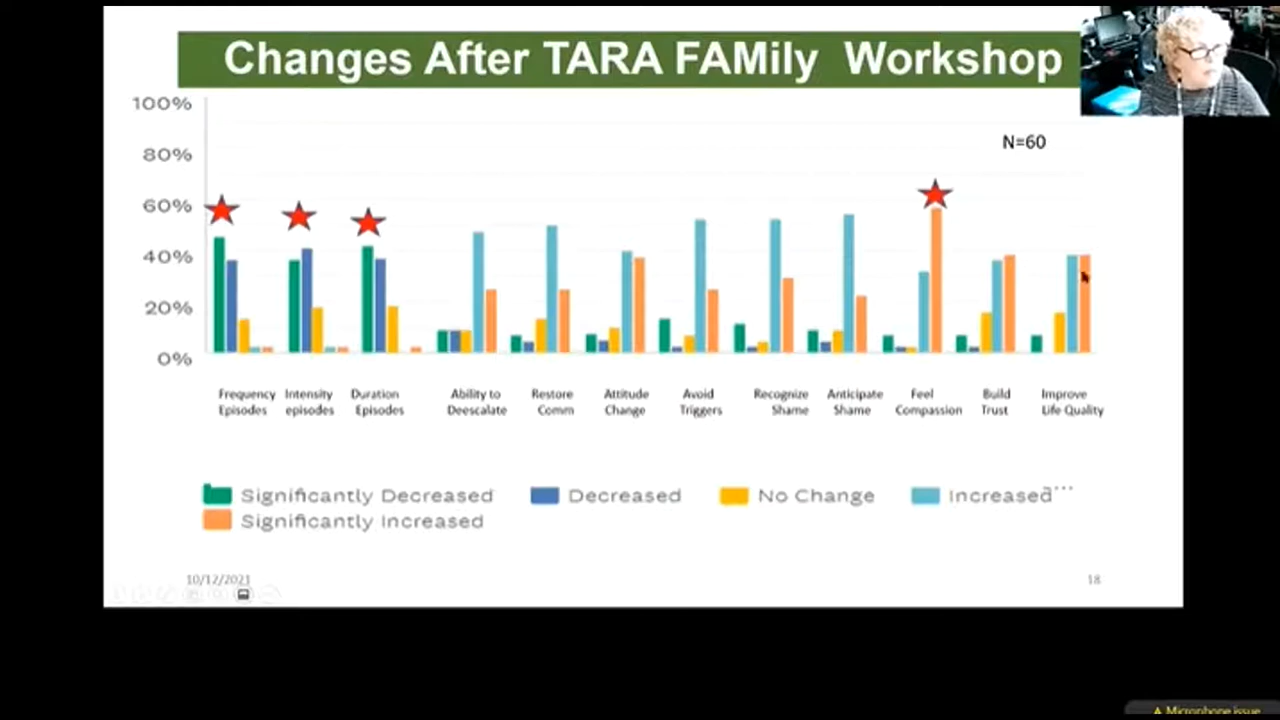 Changes After TARA FAMily Workshop
N=60
100%
80%
60%
40%
20%
0%
Frequency Episodes
Intensity episodes
Duration Episodes
Ability to Deescalate
Restore Comm
Attitude Change
Avoid Triggers
Recognize Shame
Anticipate Shame
Feel Compassion
Build Trust
Improve Life Quality
Significantly Decreased
Decreased
No Change
Increased
Significantly Increased
10/12/2021
18
Microphone issue